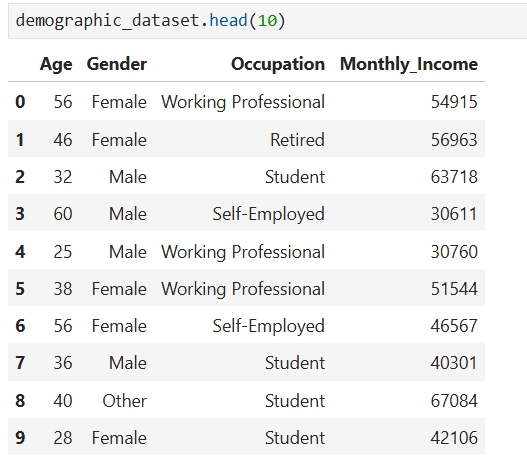 demographic_dataset.head(10)
Age Gender Occupation Monthly_Income
0 56 Female Working Professional 54915
1 46 Female Retired 56963
2 32 Male Student 63718
3 60 Male Self-Employed 30611
4 25 Male Working Professional 30760
5 38 Female Working Professional 51544
6 56 Female Self-Employed 46567
7 36 Male Student 40301
8 40 Other Student 67084
9 28 Female Student 42106